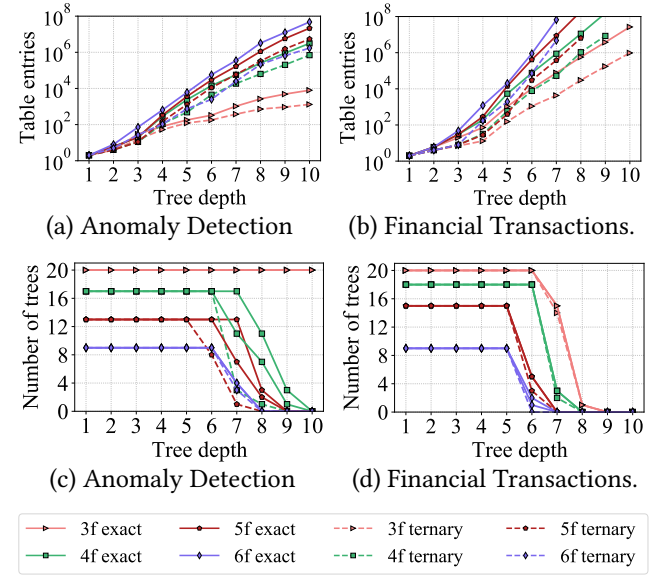 10^8
10^6
10^4
10^2
10^0
Table entries
1 2 3 4 5 6 7 8 9 10
Tree depth
(a) Anomaly Detection
10^8
10^6
10^4
10^2
10^0
Table entries
1 2 3 4 5 6 7 8 9 10
Tree depth
(b) Financial Transactions.
20
16
12
8
4
0
Number of trees
1 2 3 4 5 6 7 8 9 10
Tree depth
(c) Anomaly Detection
20
16
12
8
4
0
Number of trees
1 2 3 4 5 6 7 8 9 10
Tree depth
(d) Financial Transactions.
3f exact 5f exact 3f ternary 5f ternary
4f exact 6f exact 4f ternary 6f ternary